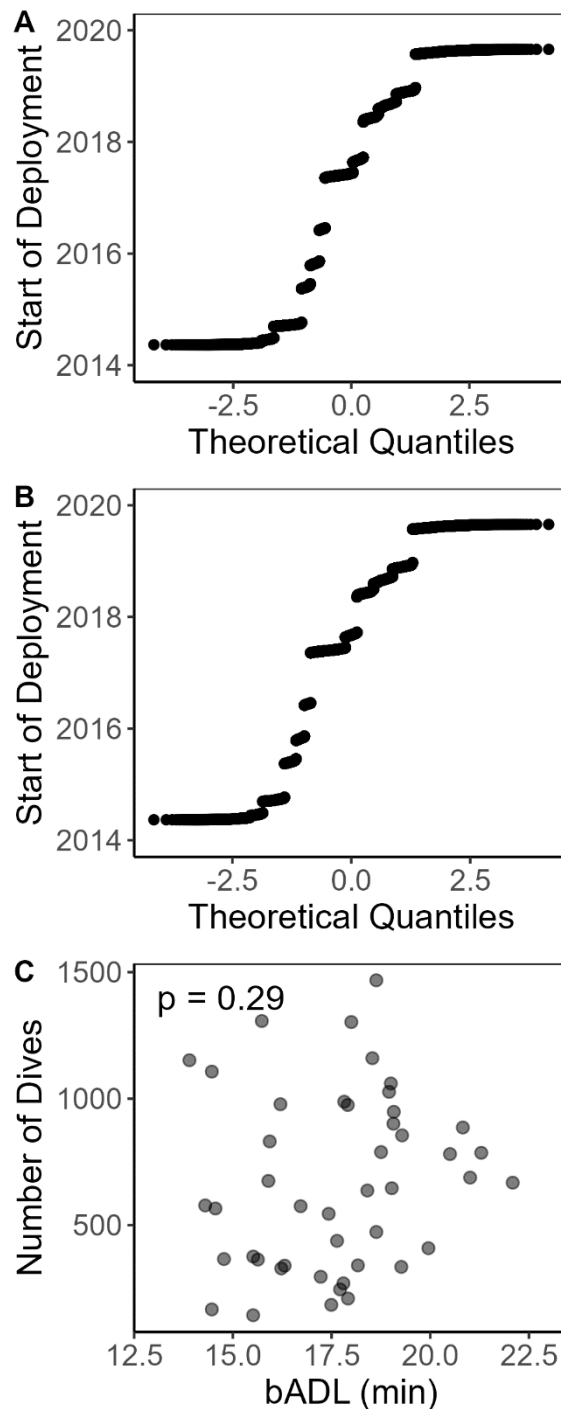 A
Start of Deployment
2020
2018
2016
2014
-2.5 0.0 2.5
Theoretical Quantiles
B
Start of Deployment
2020
2018
2016
2014
-2.5 0.0 2.5
Theoretical Quantiles
C
Number of Dives
1500
p = 0.29
1000
500
12.5 15.0 17.5 20.0 22.5
bADL (min)